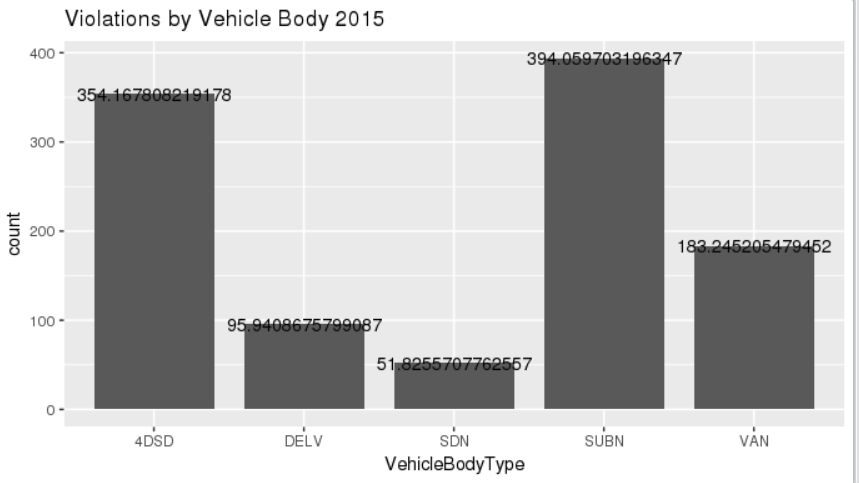 Violations by Vehicle Body 2015
400
300
200
100
0
count
354.167808219178
95.9408675799087
51.8255707762557
394.059703196347
183.245205479452
4DSD
DELV
SDN
SUBN
VAN
VehicleBodyType